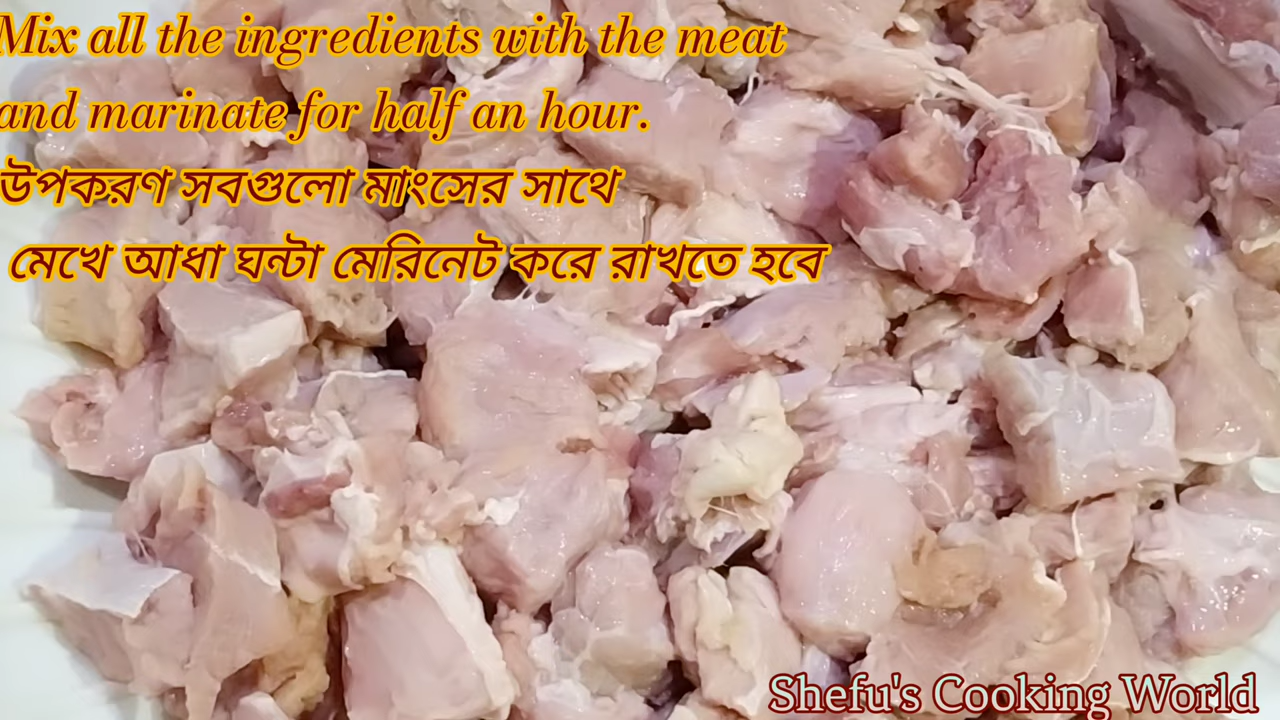 Mix all the ingredients with the meat
and marinate for half an hour.
উপকরণ সবগুলো মাংসের সাথে
মেখে আধা ঘন্টা মেরিনেট করে রাখতে হবে
Shefu's Cooking World